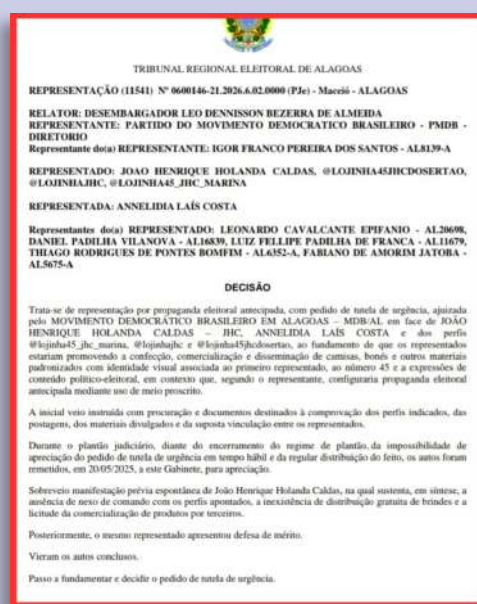 TRIBUNAL REGIONAL ELEITORAL DE ALAGOAS
REPRESENTAÇÃO (11541) Nº 0600146-21.2026.6.02.0000 (PJe) - Maceió - ALAGOAS
RELATOR: DESEMBARGADOR LEO DENNISSON BEZERRA DE ALMEIDA
REPRESENTANTE: PARTIDO DO MOVIMENTO DEMOCRATICO BRASILEIRO - PMDB -
DIRETORIO
Representante do(a) REPRESENTANTE: IGOR FRANCO PEREIRA DOS SANTOS - AL8139-A
REPRESENTADO: JOAO HENRIQUE HOLANDA CALDAS, @LOJINHA45JHCDOSERTAO,
@LOJINHAJHC, @LOJINHA45_JHC_MARINA
REPRESENTADA: ANNELIDIA LAÍS COSTA
Representantes do(a) REPRESENTADO: LEONARDO CAVALCANTE EPIFANIO - AL20698,
DANIEL PADILHA VILANOVA - AL16839, LUIZ FELLIPE PADILHA DE FRANCA - AL11679,
THIAGO RODRIGUES DE PONTES BOMFIM - AL6352-A, FABIANO DE AMORIM JATOBA -
AL5675-A
DECISÃO
Trata-se de representação por propaganda eleitoral antecipada, com pedido de tutela de urgência, ajuizada
pelo MOVIMENTO DEMOCRÁTICO BRASILEIRO EM ALAGOAS – MDB/AL em face de JOÃO
HENRIQUE HOLANDA CALDAS – JHC, ANNELIDIA LAÍS COSTA e dos perfis
@lojinha45_jhc_marina, @lojinhajhc e @lojinha45jhcdosertao, ao fundamento de que os representados
estariam promovendo a confecção, comercialização e disseminação de camisas, bonés e outros materiais
padronizados com identidade visual associada ao primeiro representado, ao número 45 e a expressões de
conteúdo político-eleitoral, em contexto que, segundo o representante, configuraria propaganda eleitoral
antecipada mediante uso de meio proscrito.
A inicial veio instruída com procuração e documentos destinados à comprovação dos perfis indicados, das
postagens, dos materiais divulgados e da suposta vinculação entre os representados.
Durante o plantão judiciário, diante do encerramento do regime de plantão, da impossibilidade de
apreciação do pedido de tutela de urgência em tempo hábil e da regular distribuição do feito, os autos foram
remetidos, em 20/05/2025, a este Gabinete, para apreciação.
Sobreveio manifestação prévia espontânea de João Henrique Holanda Caldas, na qual sustenta, em síntese, a
ausência de nexo de comando com os perfis apontados, a inexistência de distribuição gratuita de brindes e a
licitude da comercialização de produtos por terceiros.
Posteriormente, o mesmo representado apresentou defesa de mérito.
Vieram os autos conclusos.
Passo a fundamentar e decidir o pedido de tutela de urgência.